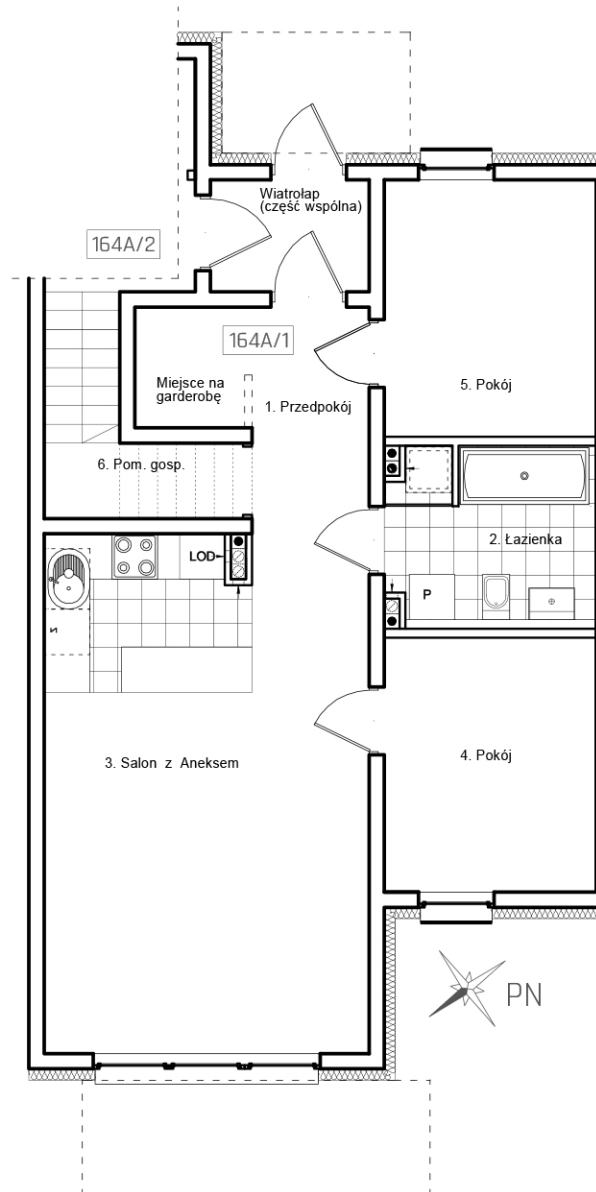 Wiatrołap
(część wspólna)
164A/2
164A/1
Miejsce na
garderobę
1. Przedpokój
5. Pokój
6. Pom. gosp.
2. Łazienka
LOD
P
3. Salon z Aneksem
4. Pokój
PN